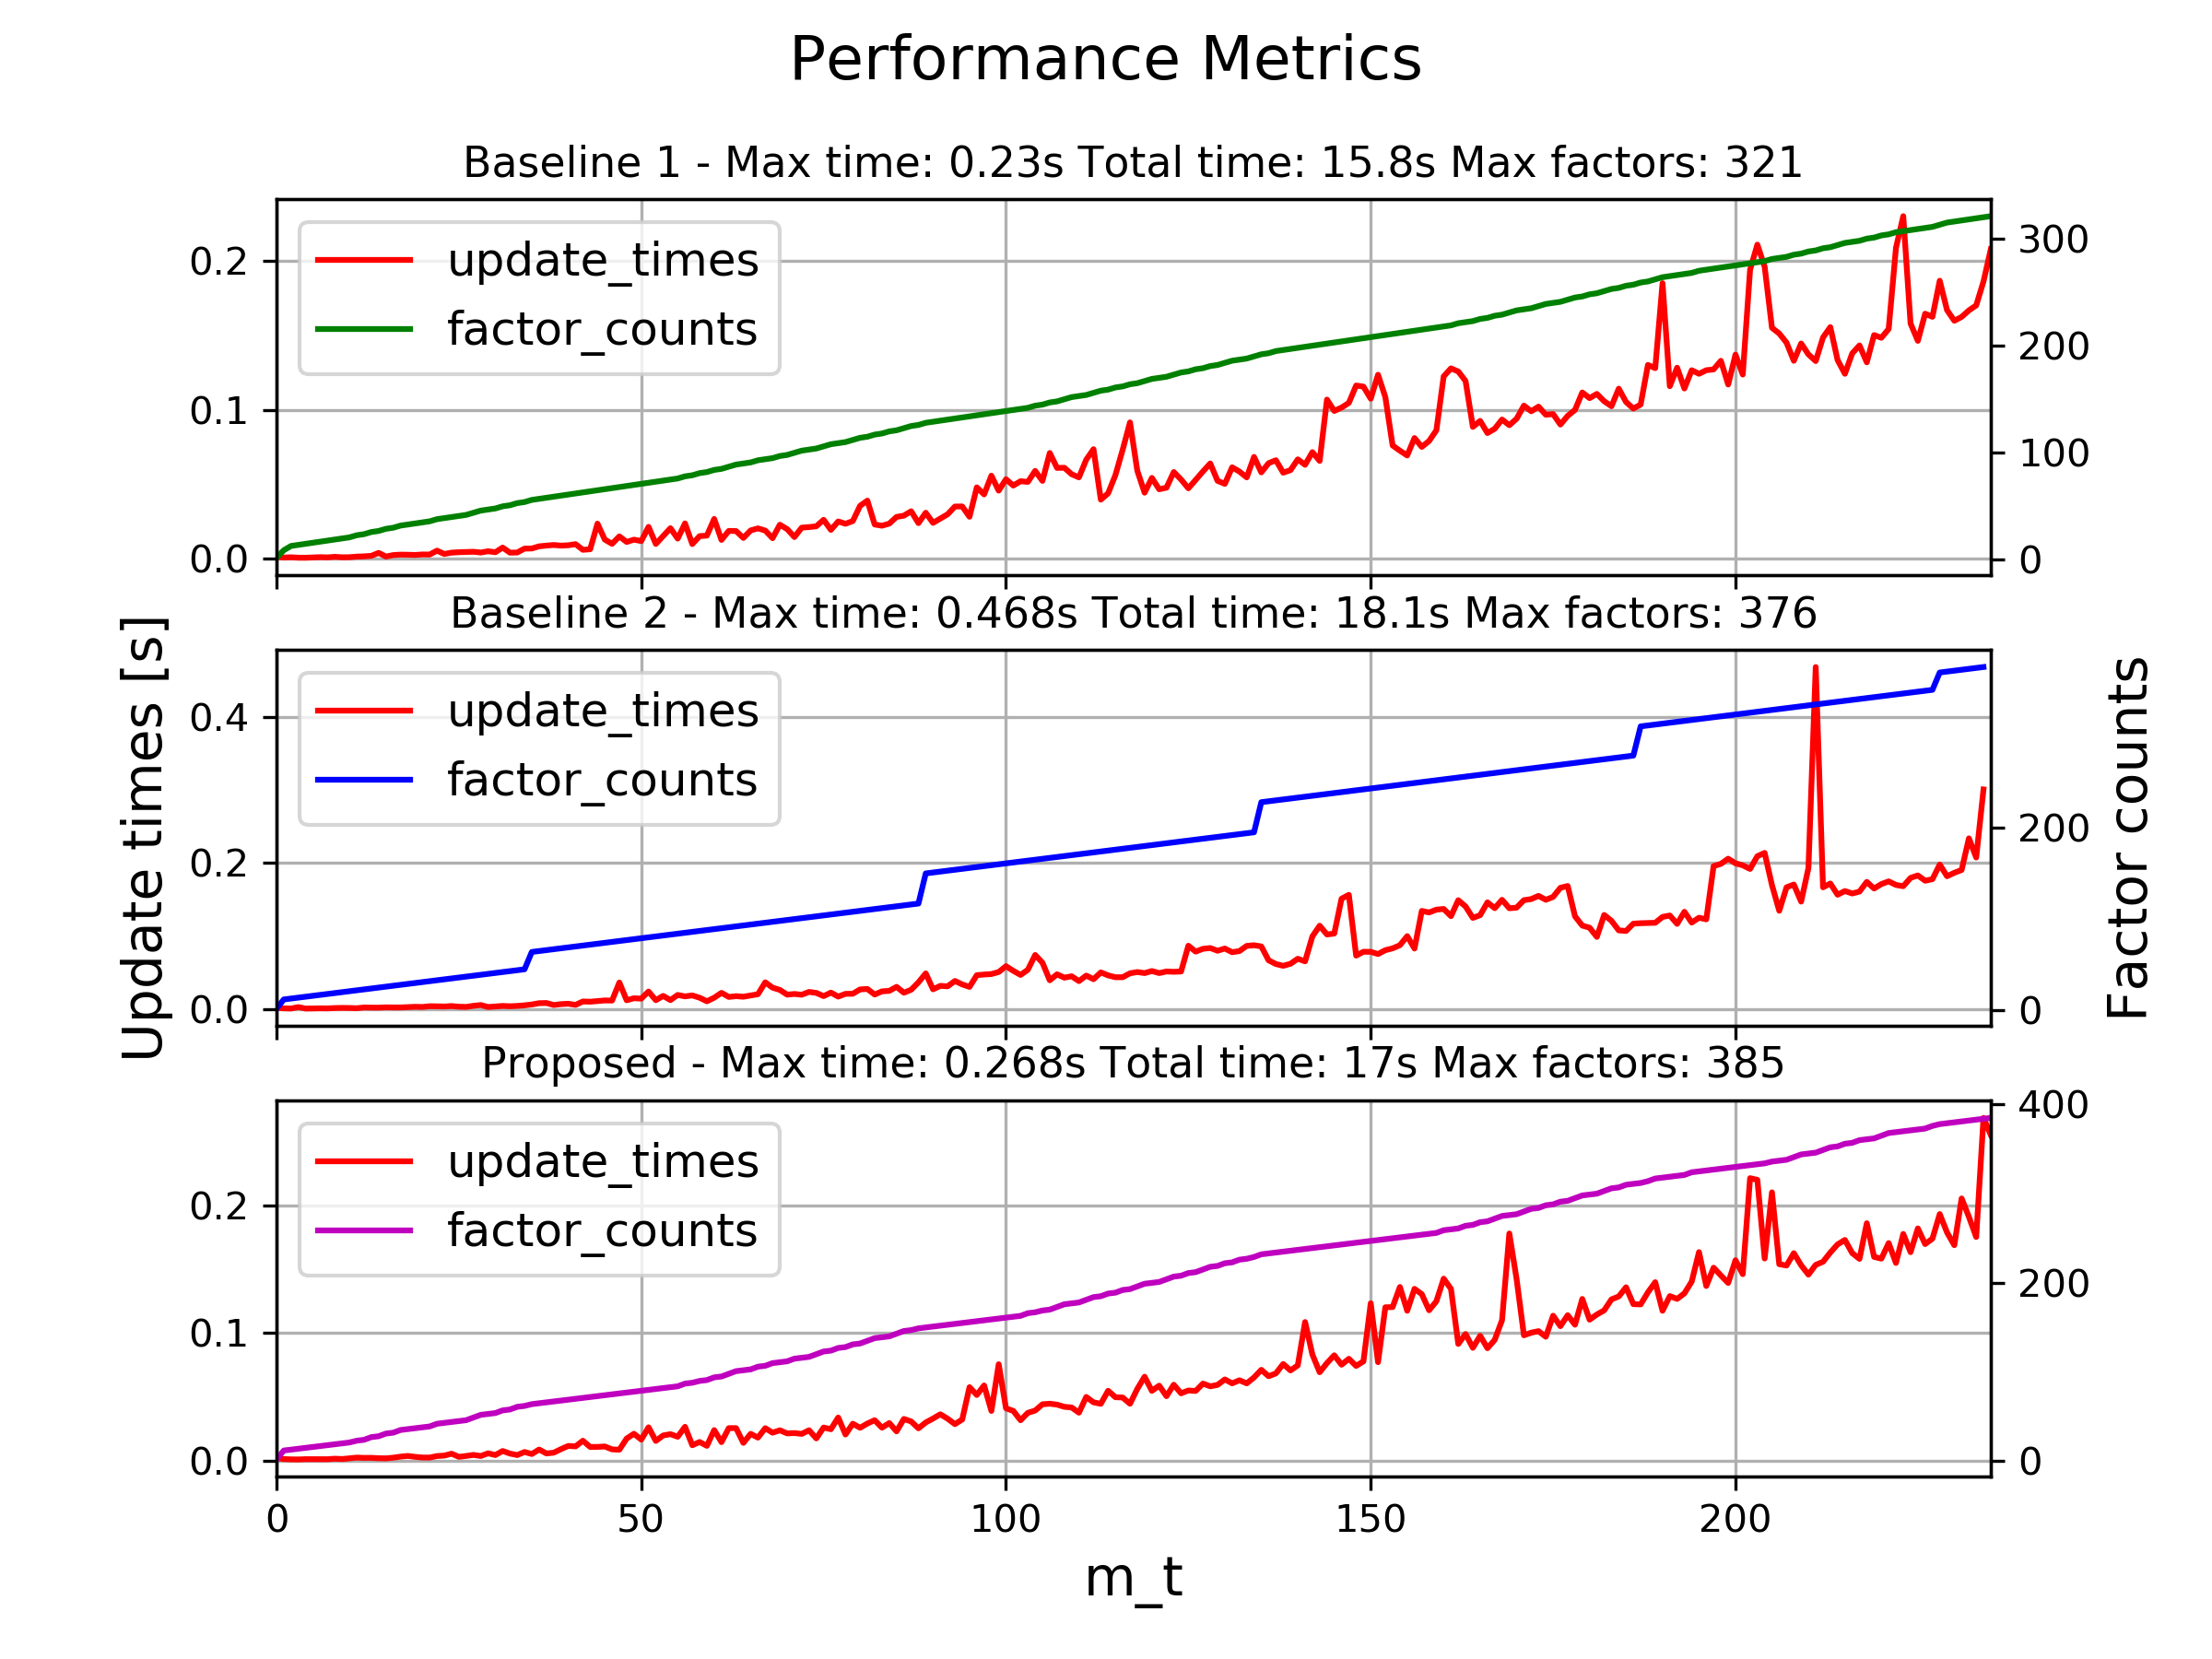 Performance Metrics
Baseline 1 - Max time: 0.23s Total time: 15.8s Max factors: 321
update_times
factor_counts
0.2
0.1
0.0
300
200
100
0
Baseline 2 - Max time: 0.468s Total time: 18.1s Max factors: 376
update_times
factor_counts
0.4
0.2
0.0
200
0
Update times [s]
Factor counts
Proposed - Max time: 0.268s Total time: 17s Max factors: 385
update_times
factor_counts
0.2
0.1
0.0
400
200
0
0 50 100 150 200
m_t